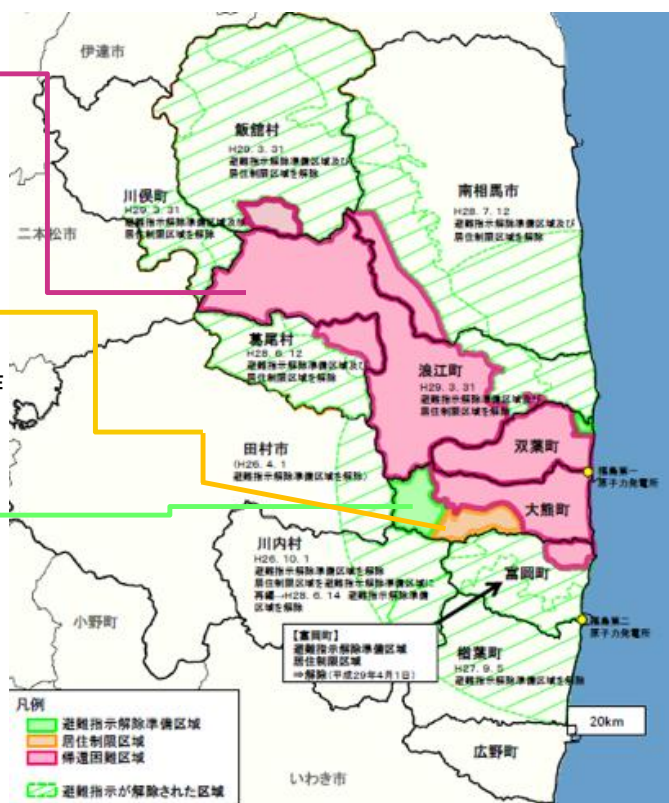 伊達市
飯舘村
H29. 3. 31
避難指示解除準備区域及び
居住制限区域を解除
川俣町
H29. 3. 31
避難指示解除準備区域及び
居住制限区域を解除
二本松市
南相馬市
H28. 7. 12
避難指示解除準備区域及び
居住制限区域を解除
葛尾村
H28. 6. 12
避難指示解除準備区域及び
居住制限区域を解除
浪江町
H29. 3. 31
避難指示解除準備区域及び
居住制限区域を解除
双葉町
福島第一
原子力発電所
田村市
(H26. 4. 1
避難指示解除準備区域を解除)
大熊町
川内村
H26. 10. 1
避難指示解除準備区域を解除
居住制限区域を避難指示解除準備区域に
再編→H28. 6. 14 避難指示解除準備
区域を解除
富岡町
小野町
福島第二
原子力発電所
【富岡町】
避難指示解除準備区域
居住制限区域
⇒解除(平成29年4月1日)
楢葉町
H27. 9. 5
避難指示解除準備区域を解除
20km
広野町
いわき市
凡例
避難指示解除準備区域
居住制限区域
帰還困難区域
避難指示が解除された区域